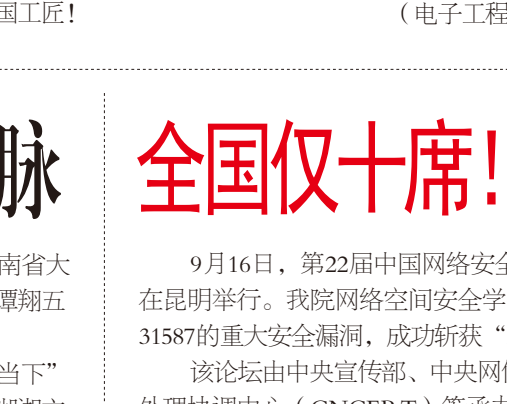 国工匠！
（电子工程
脉
南省大
谭翔五
当下”
全国仅十席！
9月16日，第22届中国网络安全
在昆明举行。我院网络空间安全学
31587的重大安全漏洞，成功斩获“
该论坛由中央宣传部、中央网信